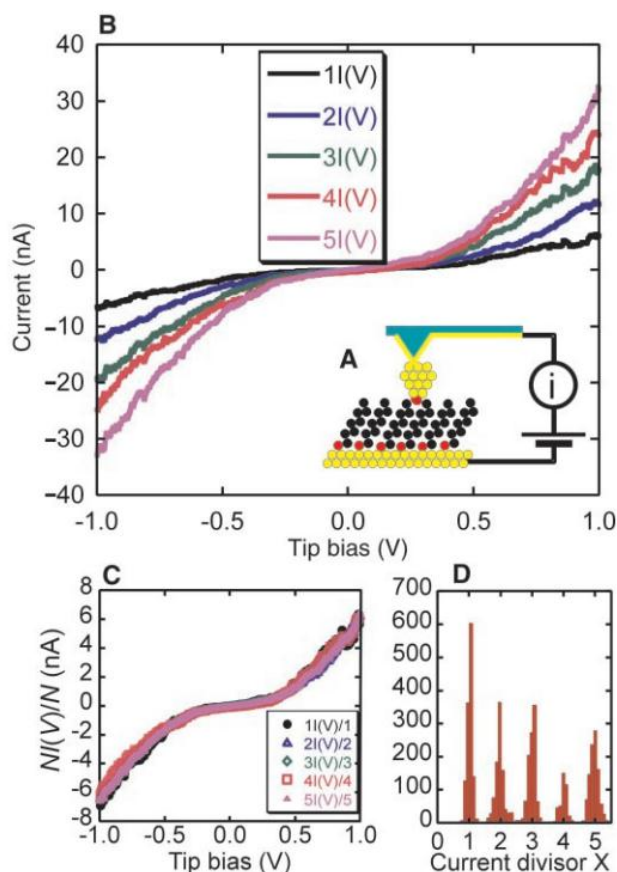 B
40
30
20
10
0
–10
–20
–30
–40
Current (nA)
1I(V)
2I(V)
3I(V)
4I(V)
5I(V)
A
i
-1.0
-0.5
0.0
0.5
1.0
Tip bias (V)
C
8
6
4
2
0
-2
-4
-6
-8
NI(V)/N (nA)
1I(V)/1
2I(V)/2
3I(V)/3
4I(V)/4
5I(V)/5
-1.0
-0.5
0.0
0.5
1.0
Tip bias (V)
D
700
600
500
400
300
200
100
0
0 1 2 3 4 5
Current divisor X